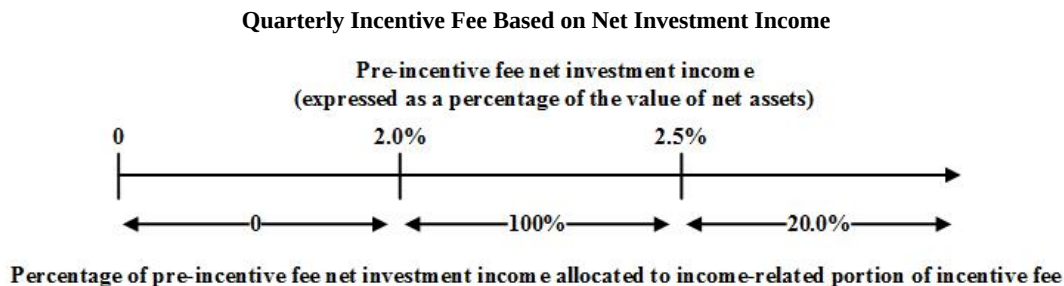 Quarterly Incentive Fee Based on Net Investment Income
Pre-incentive fee net investment income
(expressed as a percentage of the value of net assets)
0 2.0% 2.5%
0 100% 20.0%
Percentage of pre-incentive fee net investment income allocated to income-related portion of incentive fee